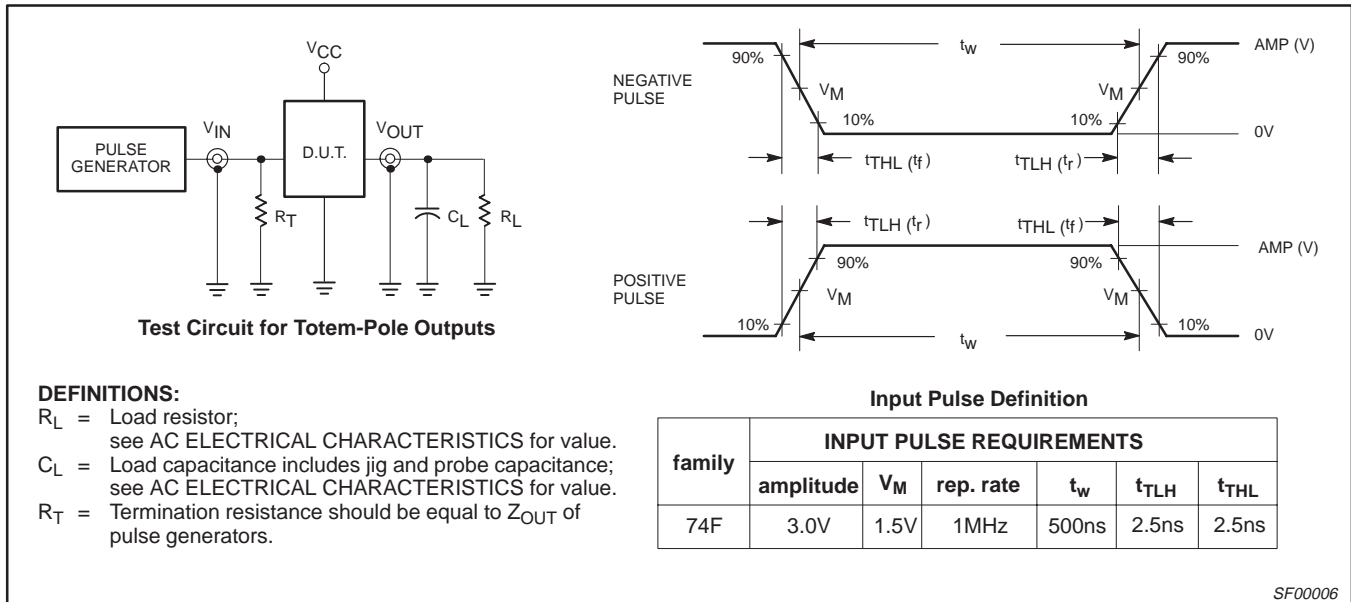 VCC
VIN
VOUT
PULSE
GENERATOR
D.U.T.
RT
CL
RL
Test Circuit for Totem-Pole Outputs
NEGATIVE
PULSE
90%
tw
90%
AMP (V)
VM
VM
10%
10%
0V
tTHL (tf)
tTLH (tr)
tTLH (tr)
tTHL (tf)
AMP (V)
90%
90%
POSITIVE
PULSE
VM
VM
10%
10%
tw
0V
DEFINITIONS:
RL = Load resistor;
see AC ELECTRICAL CHARACTERISTICS for value.
CL = Load capacitance includes jig and probe capacitance;
see AC ELECTRICAL CHARACTERISTICS for value.
RT = Termination resistance should be equal to ZOUT of
pulse generators.
Input Pulse Definition
family INPUT PULSE REQUIREMENTS
amplitude VM rep. rate tw tTLH tTHL
74F 3.0V 1.5V 1MHz 500ns 2.5ns 2.5ns
SF00006